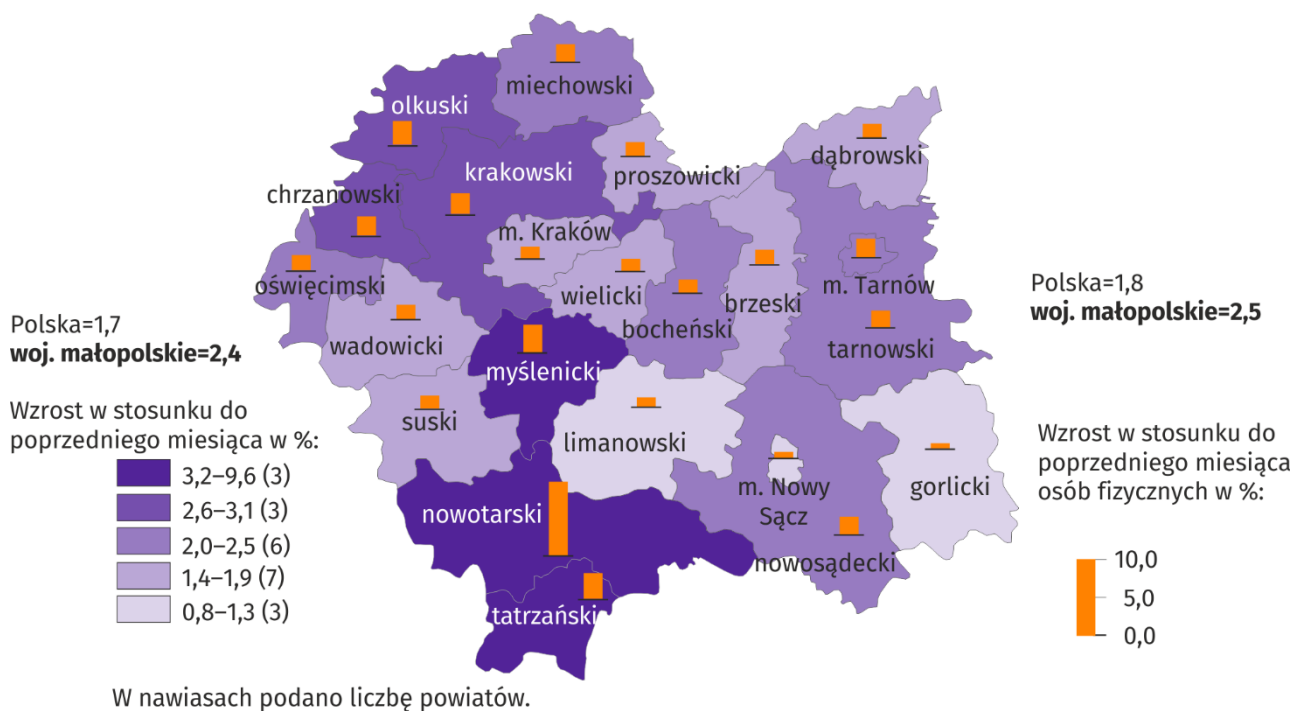 miechowski
olkuski
dąbrowski
proszowicki
krakowski
chrzanowski
m. Kraków
oświęcimski
wielicki
bocheński
brzeski
m. Tarnów
tarnowski
wadowicki
myślenicki
suski
limanowski
m. Nowy
Sącz
gorlicki
nowotarski
nowosądecki
tatrzański
Polska=1,7
woj. małopolskie=2,4
Wzrost w stosunku do
poprzedniego miesiąca w %:
3,2–9,6 (3)
2,6–3,1 (3)
2,0–2,5 (6)
1,4–1,9 (7)
0,8–1,3 (3)
Polska=1,8
woj. małopolskie=2,5
Wzrost w stosunku do
poprzedniego miesiąca
osób fizycznych w %:
10,0
5,0
0,0
W nawiasach podano liczbę powiatów.